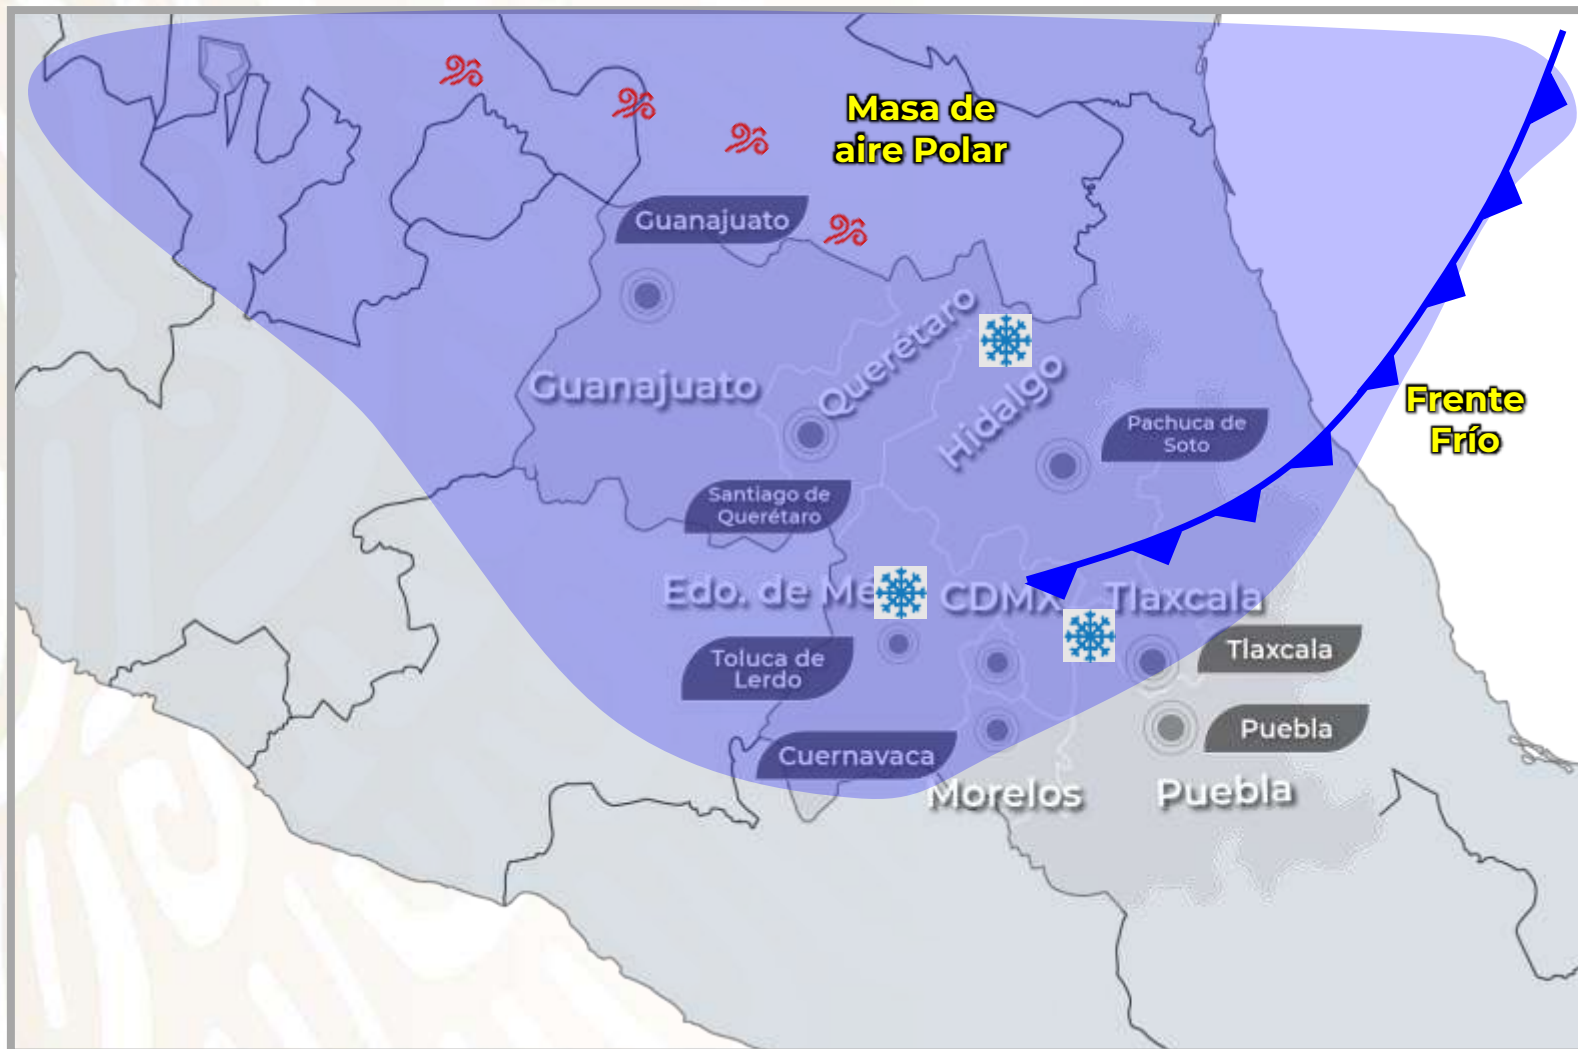 Masa de
aire Polar
Guanajuato
Guanajuato
Querétaro
Hidalgo
Frente
Frío
Pachuca de
Soto
Santiago de
Querétaro
Edo. de Mé
CDMX
Tlaxcala
Toluca de
Lerdo
Tlaxcala
Puebla
Cuernavaca
Morelos
Puebla